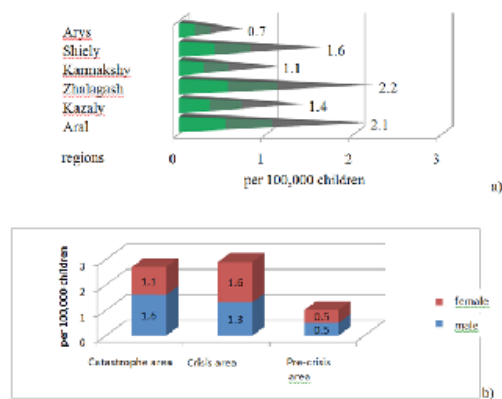 Arys
0.7
Shiely
1.6
Karmakshy
1.1
Zhalagash
2.2
Kazaly
1.4
Aral
2.1
regions
0 1 2 3
per 100,000 children
a)
per 100,000 children
3
2
1
0
1.1
1.6
1.6
1.3
0.5
0.5
Catastrophe area Crisis area Pre-crisis
area
female
male
b)